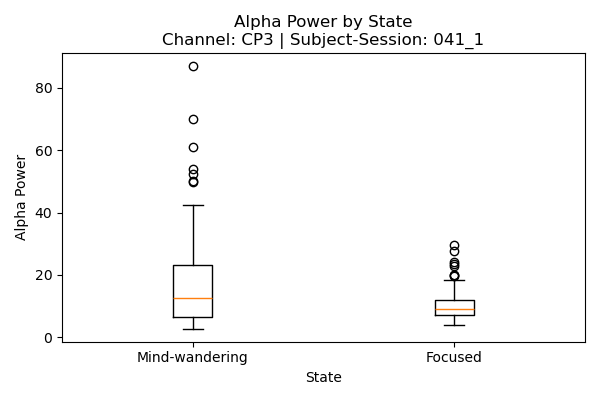 Alpha Power by State
Channel: CP3 | Subject-Session: 041_1
Alpha Power
80
60
40
20
0
Mind-wandering
Focused
State